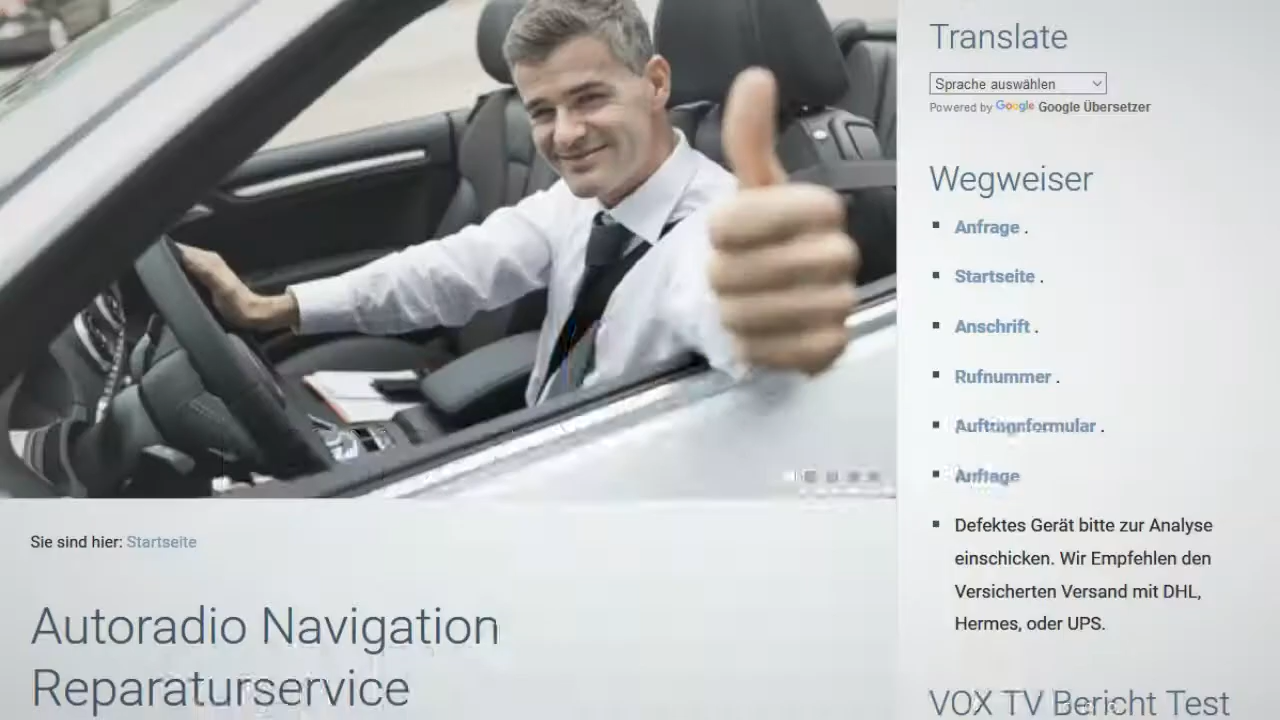 Translate
Sprache auswählen
Powered by Google Google Übersetzer
Wegweiser
Anfrage .
Startseite .
Anschrift .
Rufnummer .
Defektes Gerät bitte zur Analyse
einschicken. Wir Empfehlen den
Versicherten Versand mit DHL,
Hermes, oder UPS.
VOX TV Bericht Test
Sie sind hier: Startseite
Autoradio Navigation
Reparaturservice